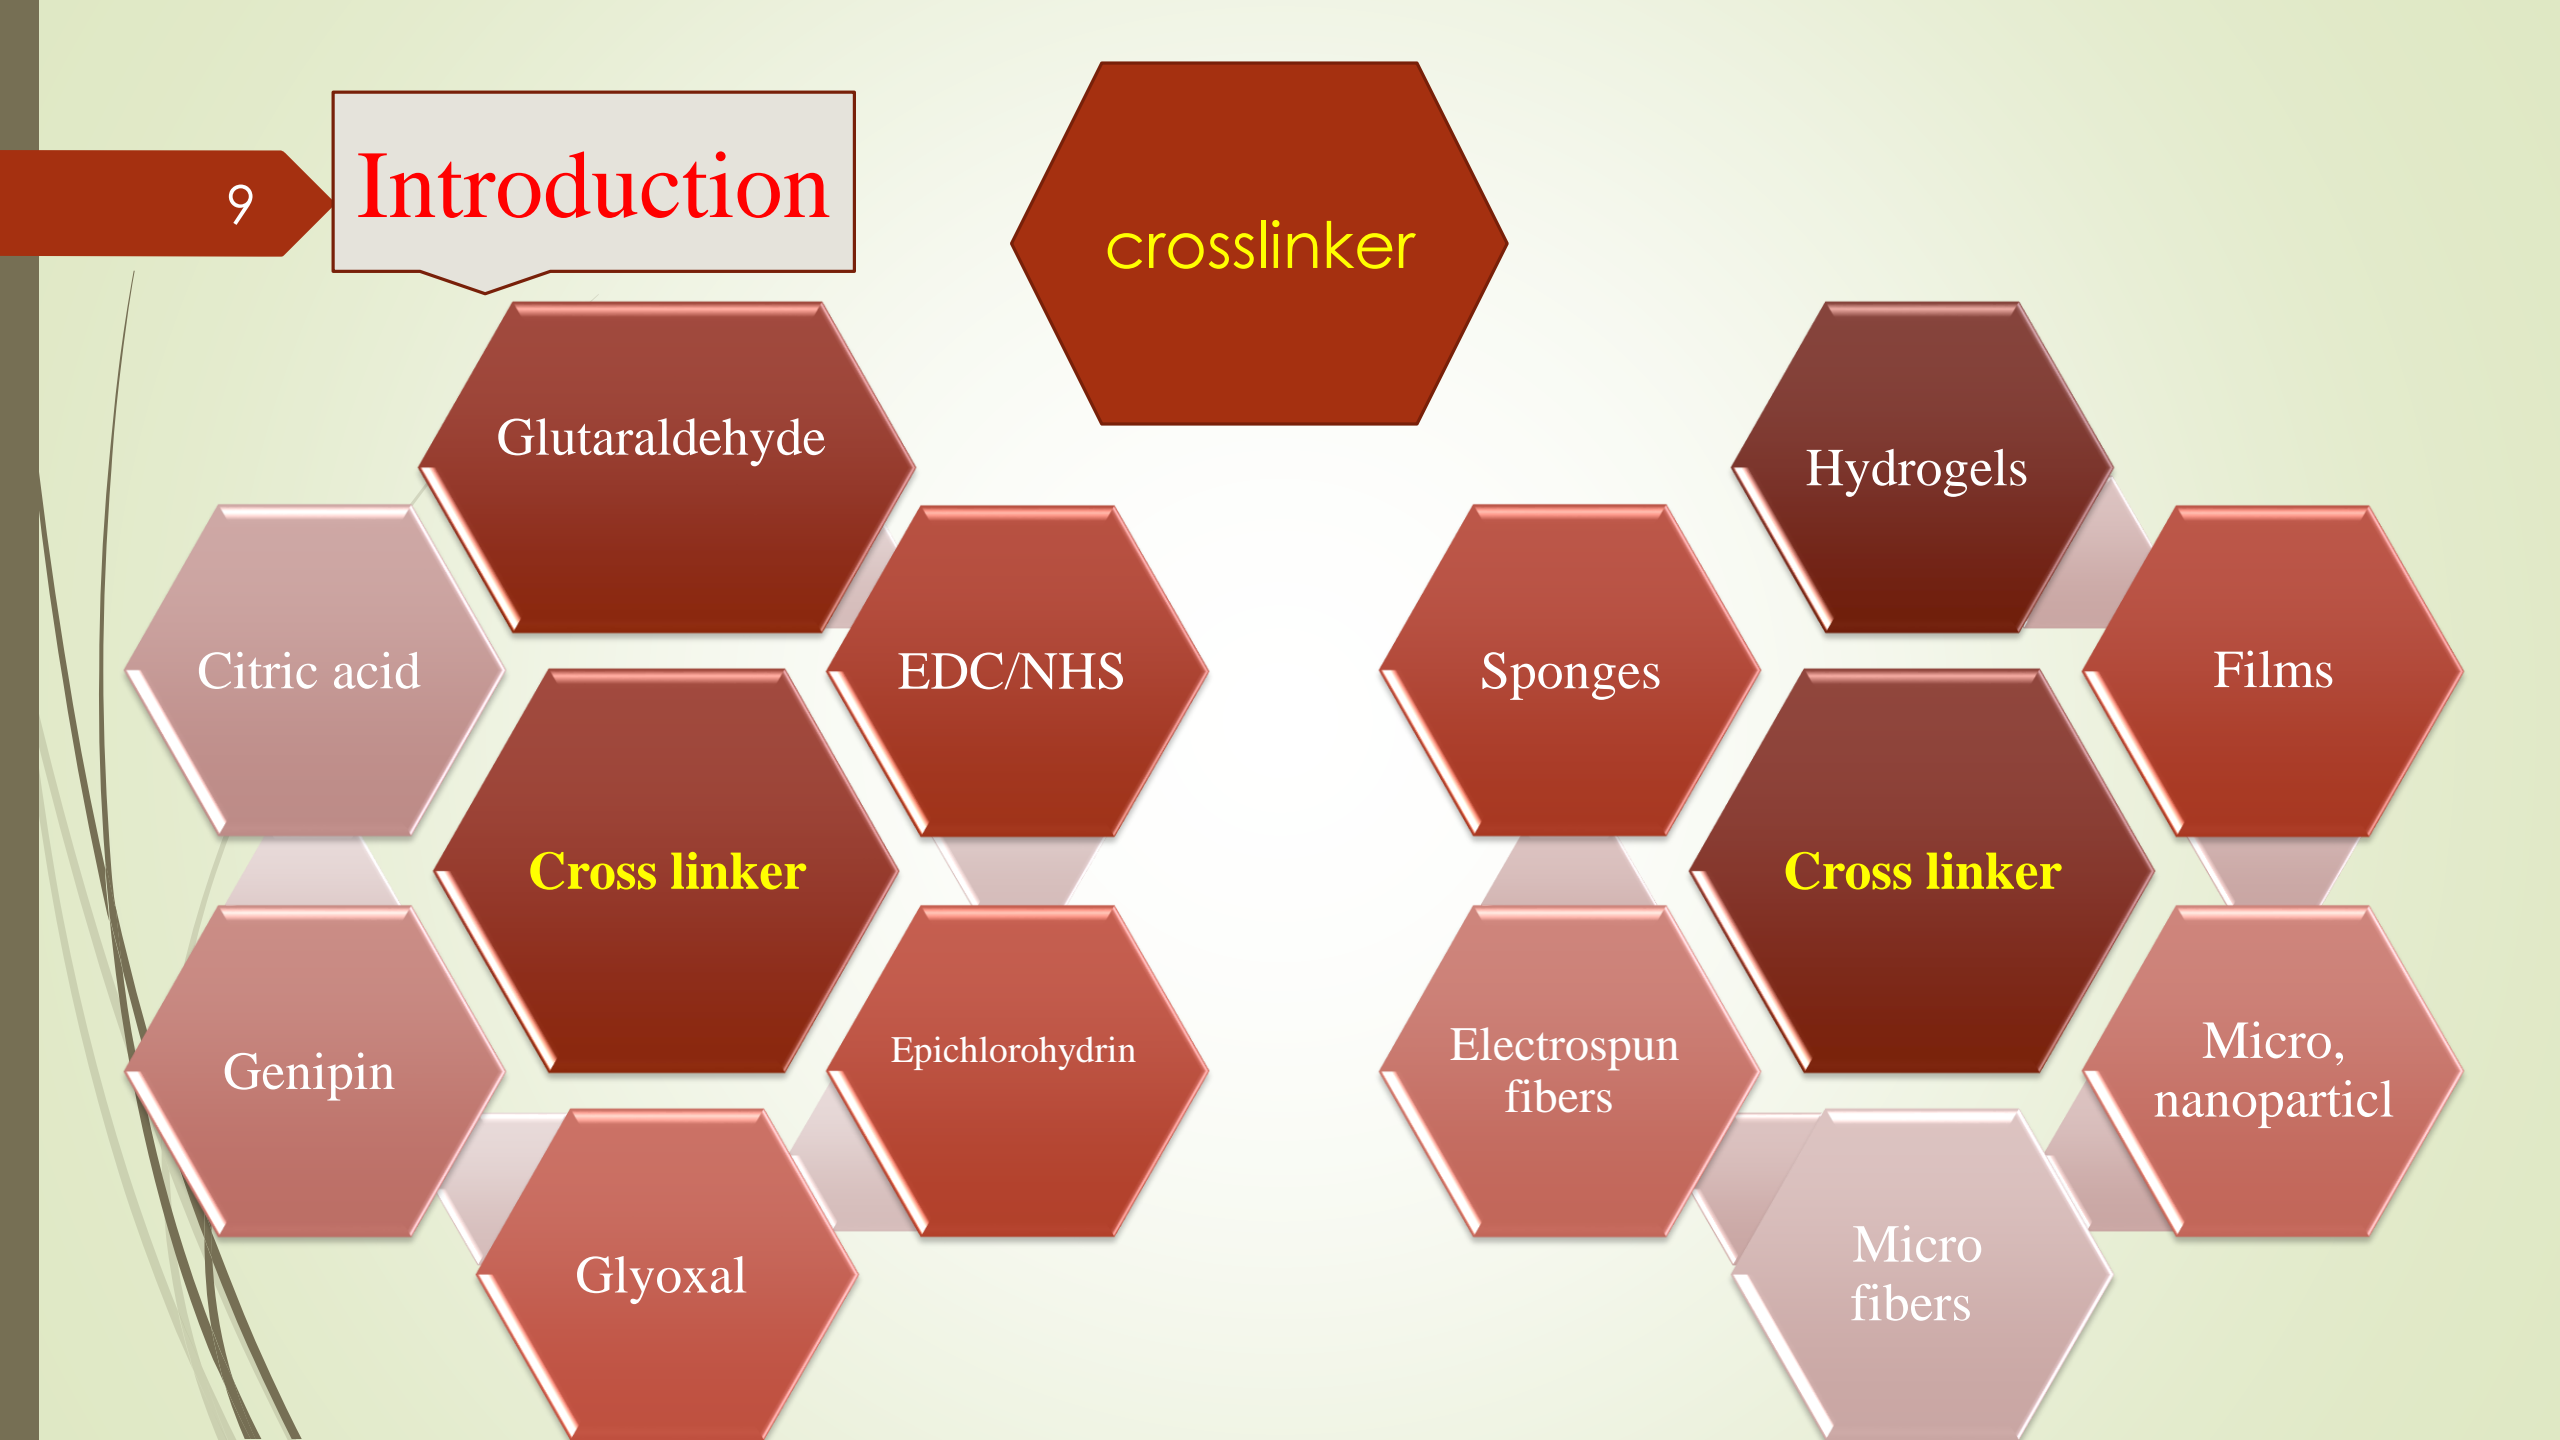 9
Introduction
crosslinker
Glutaraldehyde
EDC/NHS
Epichlorohydrin
Glyoxal
Genipin
Citric acid
Cross linker
Hydrogels
Films
Micro,
nanoparticl
Micro
fibers
Electrospun
fibers
Sponges
Cross linker